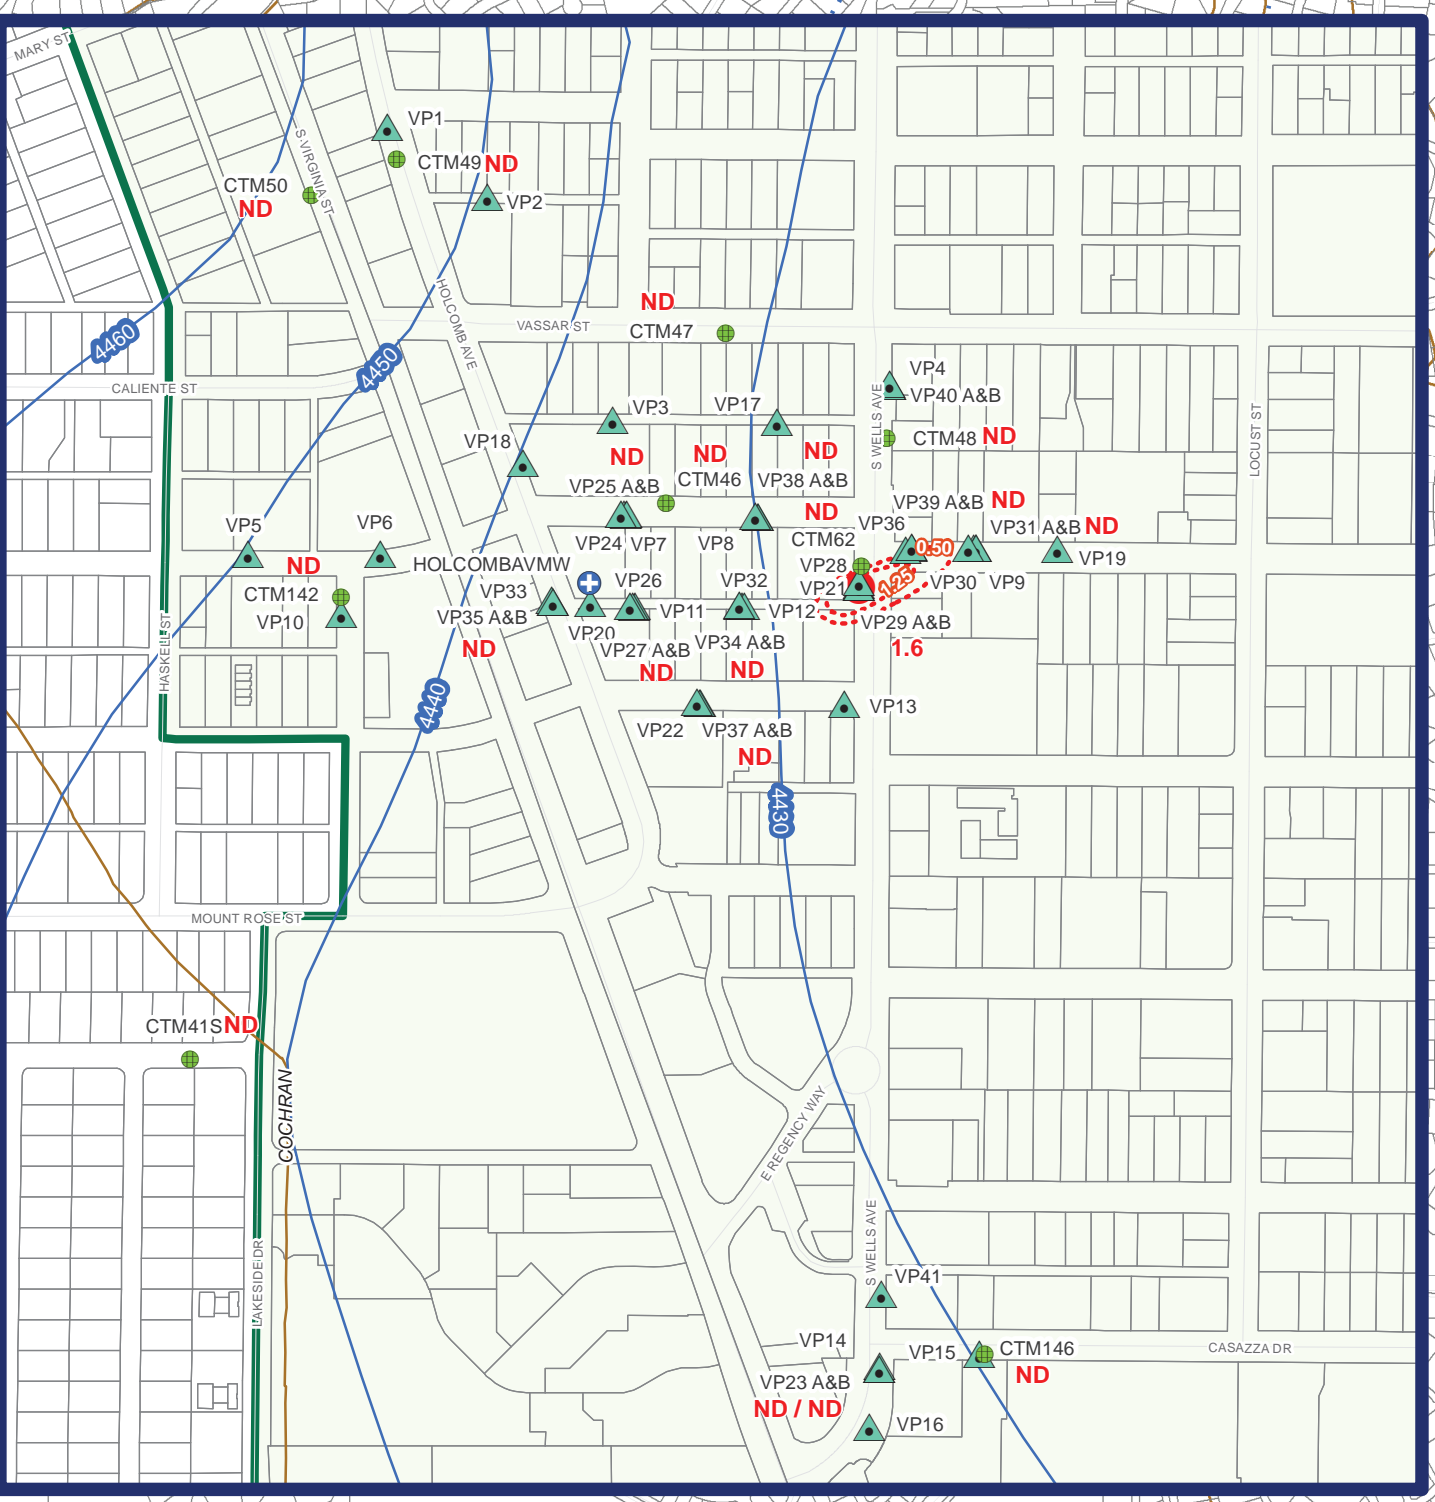 MARY ST
S VIRGINIA ST
VP1
CTM49 ND
CTM50
ND
VP2
HOLCOMB AVE
ND
CTM47
VASSAR ST
4460
4450
CALIENTE ST
VP4
VP40 A&B
S WELLS AVE
VP3
VP17
CTM48 ND
LOCUST ST
VP18
ND
ND
ND
CTM46
VP25 A&B
VP38 A&B
VP39 A&B ND
ND
VP5
VP6
VP36
VP31 A&B ND
VP24
VP7
VP8
CTM62
0.50
VP19
HOLCOMBAVMW
VP28
ND
CTM142
VP33
VP26
VP32
VP21
1.25
VP30
VP9
VP10
VP35 A&B
VP11
VP12
VP20
VP29 A&B
ND
VP27 A&B
VP34 A&B
1.6
ND
ND
HASKELL ST
4440
VP13
VP22
VP37 A&B
ND
4430
MOUNT ROSE ST
CTM41S ND
COCHRAN
E REGENCY WAY
LAKESIDE DR
S WELLS AVE
VP41
VP14
VP15
CTM146
CASAZZA DR
ND
VP23 A&B
ND / ND
VP16